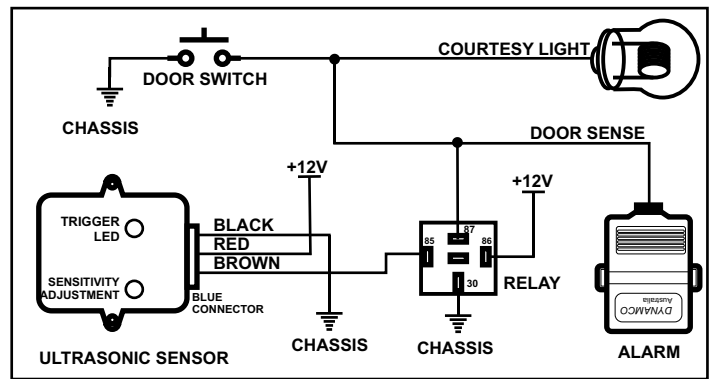 COURTESY LIGHT
DOOR SWITCH
CHASSIS
DOOR SENSE
+12V
+12V
TRIGGER
LED
BLACK
RED
BROWN
87
85
86
30
RELAY
SENSITIVITY
ADJUSTMENT
BLUE
CONNECTOR
DYNAMCO
Australia
CHASSIS
CHASSIS
ALARM
ULTRASONIC SENSOR